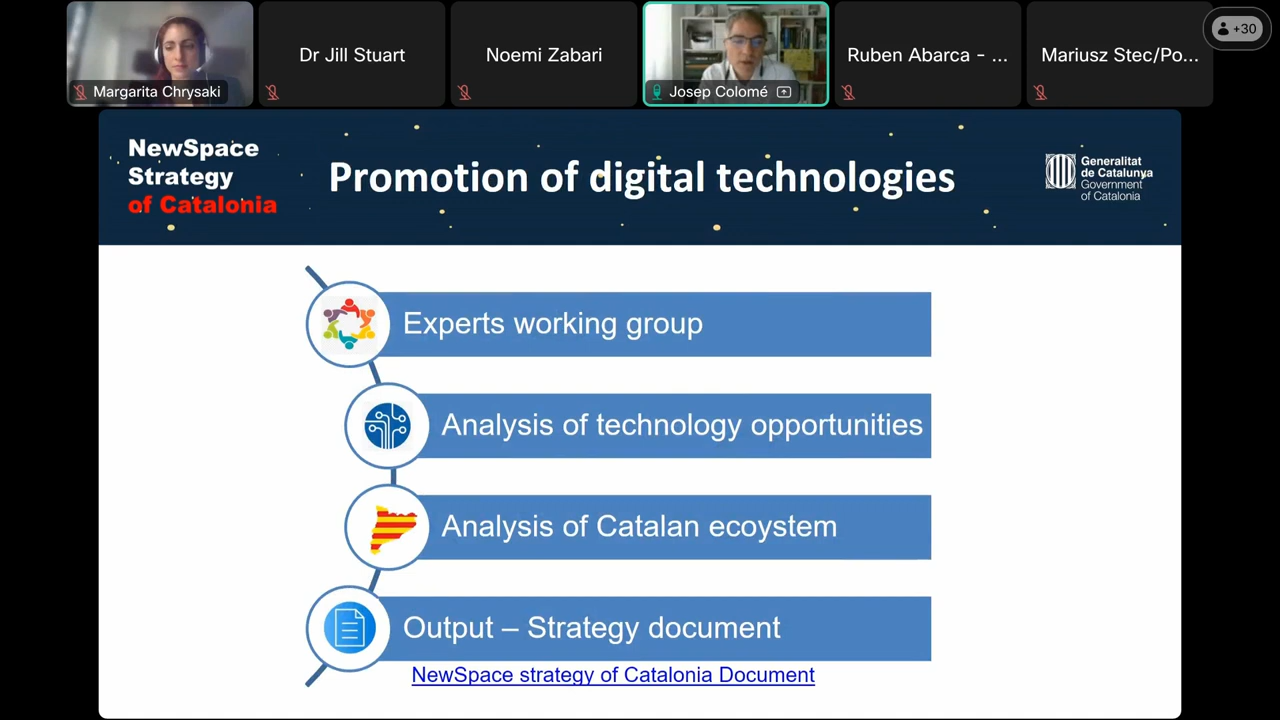 Margarita Chrysaki
Dr Jill Stuart
Noemi Zabari
Josep Colomé
Ruben Abarca - ...
Mariusz Stec/Po...
+30
NewSpace
Strategy
of Catalonia
Promotion of digital technologies
Generalitat
de Catalunya
Government
of Catalonia
Experts working group
Analysis of technology opportunities
Analysis of Catalan ecoystem
Output – Strategy document
NewSpace strategy of Catalonia Document